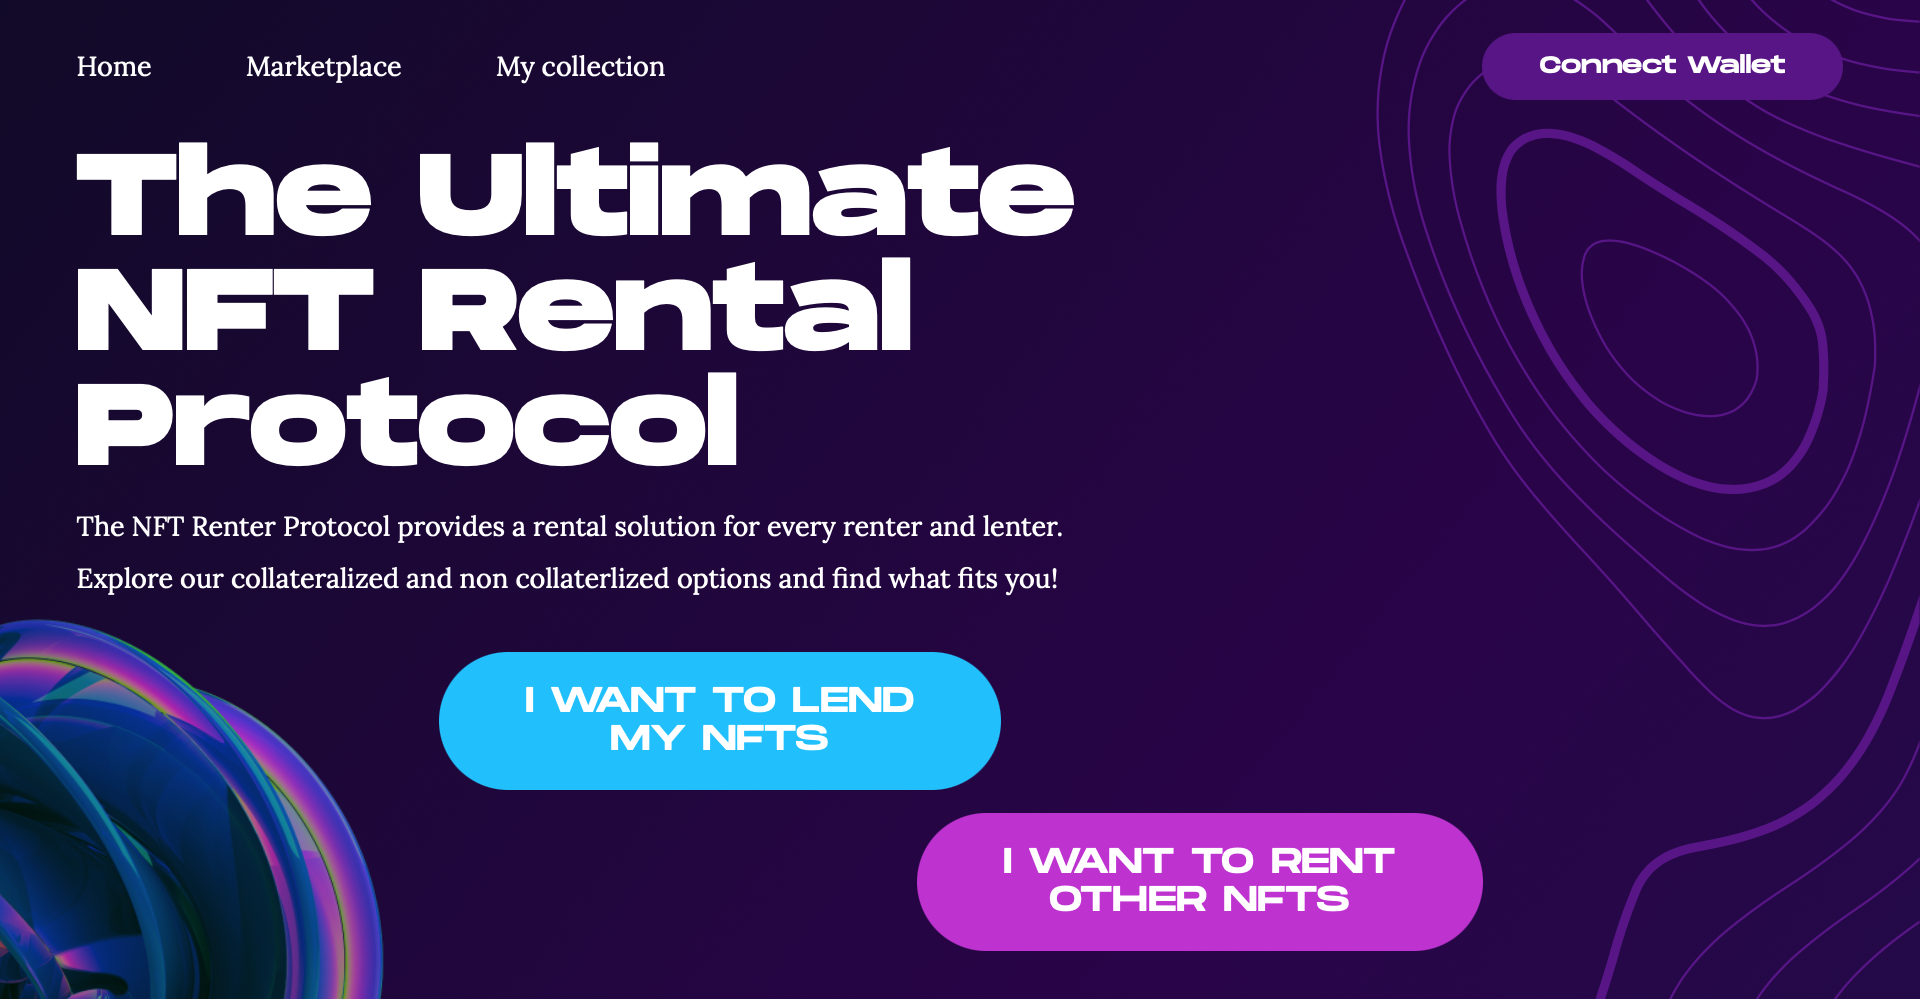 Home Marketplace My collection Connect Wallet
The Ultimate
NFT Rental
Protocol
The NFT Renter Protocol provides a rental solution for every renter and lenter.
Explore our collateralized and non collaterlized options and find what fits you!
I WANT TO LEND
MY NFTS
I WANT TO RENT
OTHER NFTS